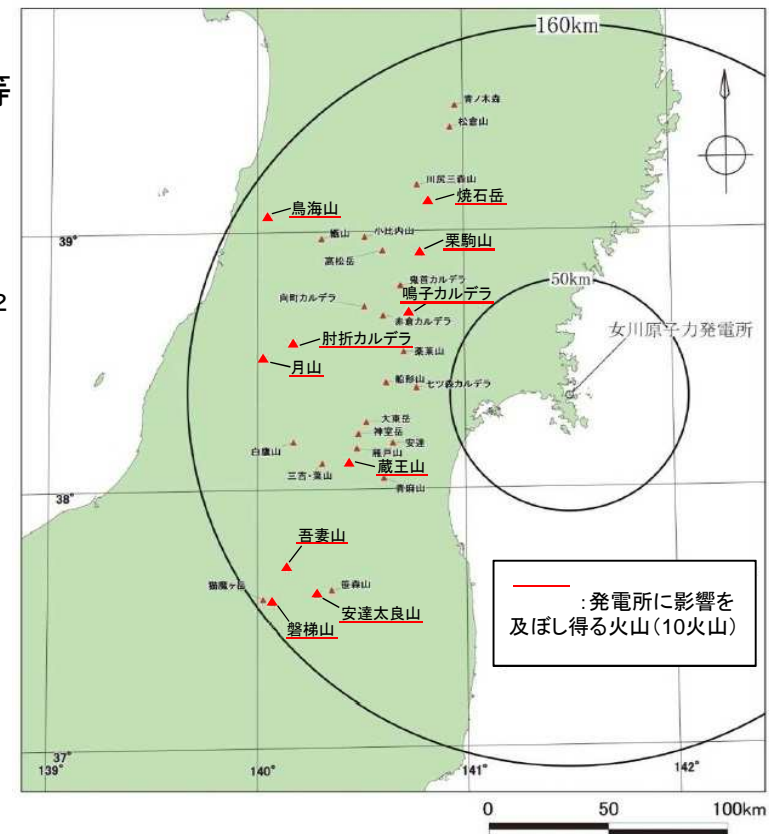 等
2
160km
青ノ木森
松倉山
川尻三森山
焼石岳
鳥海山
39°
小比内山
栗駒山
高松岳
50km
鬼首カルデラ
鳴子カルデラ
向町カルデラ
赤倉カルデラ
女川原子力発電所
肘折カルデラ
薬莱山
月山
船形山
七ツ森カルデラ
大東岳
神室岳
安達
白鷹山
雁戸山
蔵王山
三吉・葉山
38°
青麻山
吾妻山
猫魔ヶ岳
笹森山
安達太良山
磐梯山
:発電所に影響を
及ぼし得る火山(10火山)
37°
139°
140°
141°
142°
0
50
100km